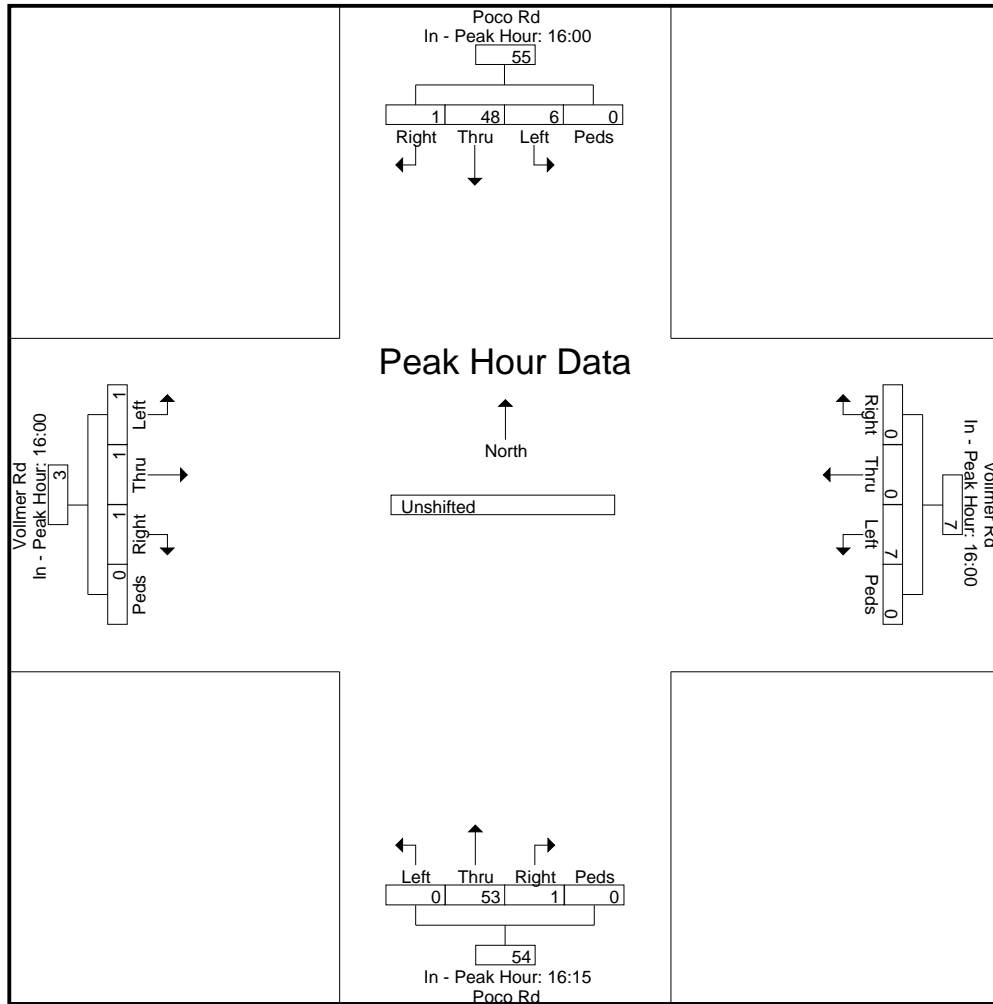 Poco Rd
In - Peak Hour: 16:00
55
1 48 6 0
Right Thru Left Peds
Peak Hour Data
North
Unshifted
Vollmer Rd
In - Peak Hour: 16:00
3
1 1 1 0
Left Thru Right Peds
Vollmer Rd
In - Peak Hour: 16:00
7
0 0 7 0
Right Thru Left Peds
Left Thru Right Peds
0 53 1 0
54
In - Peak Hour: 16:15
Poco Rd